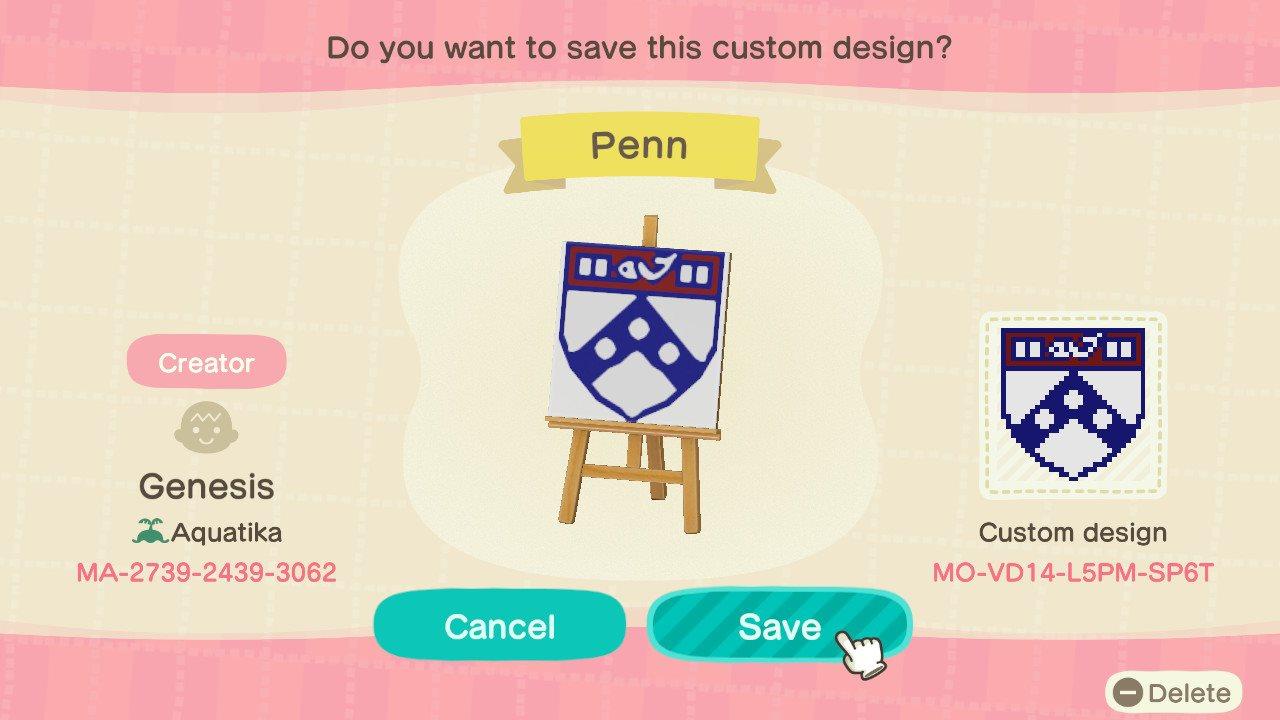 Do you want to save this custom design?
Penn
Creator
Genesis
Aquatika
MA-2739-2439-3062
Custom design
MO-VD14-L5PM-SP6T
Cancel
Save
Delete